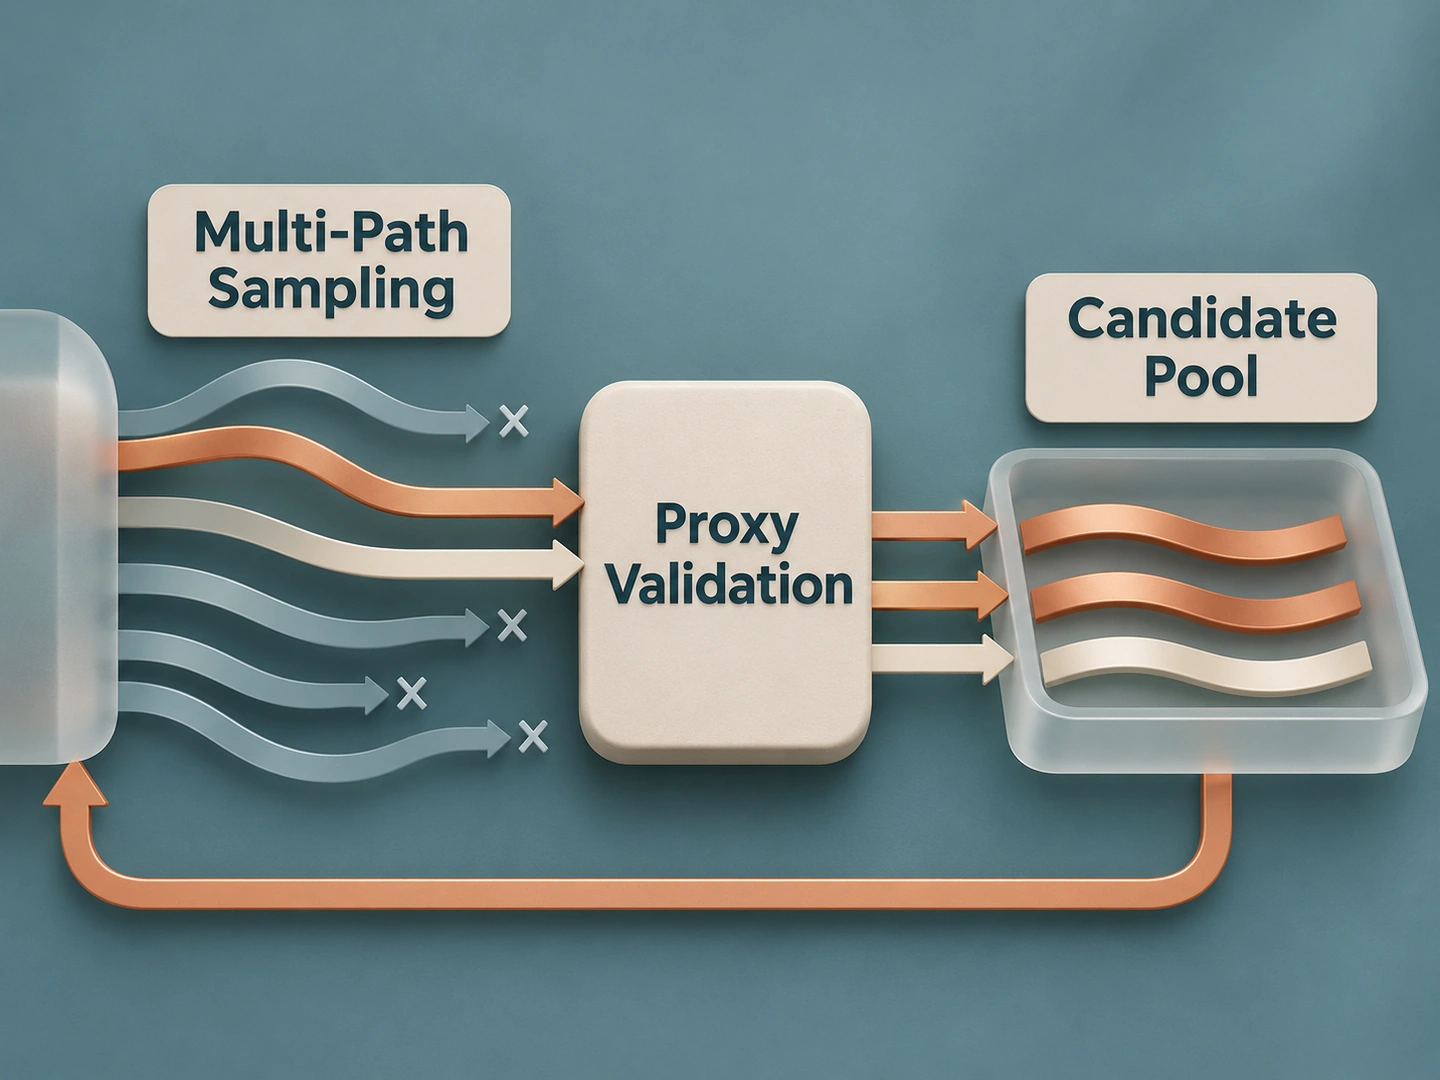 Multi-Path
Sampling
Candidate
Pool
Proxy
Validation